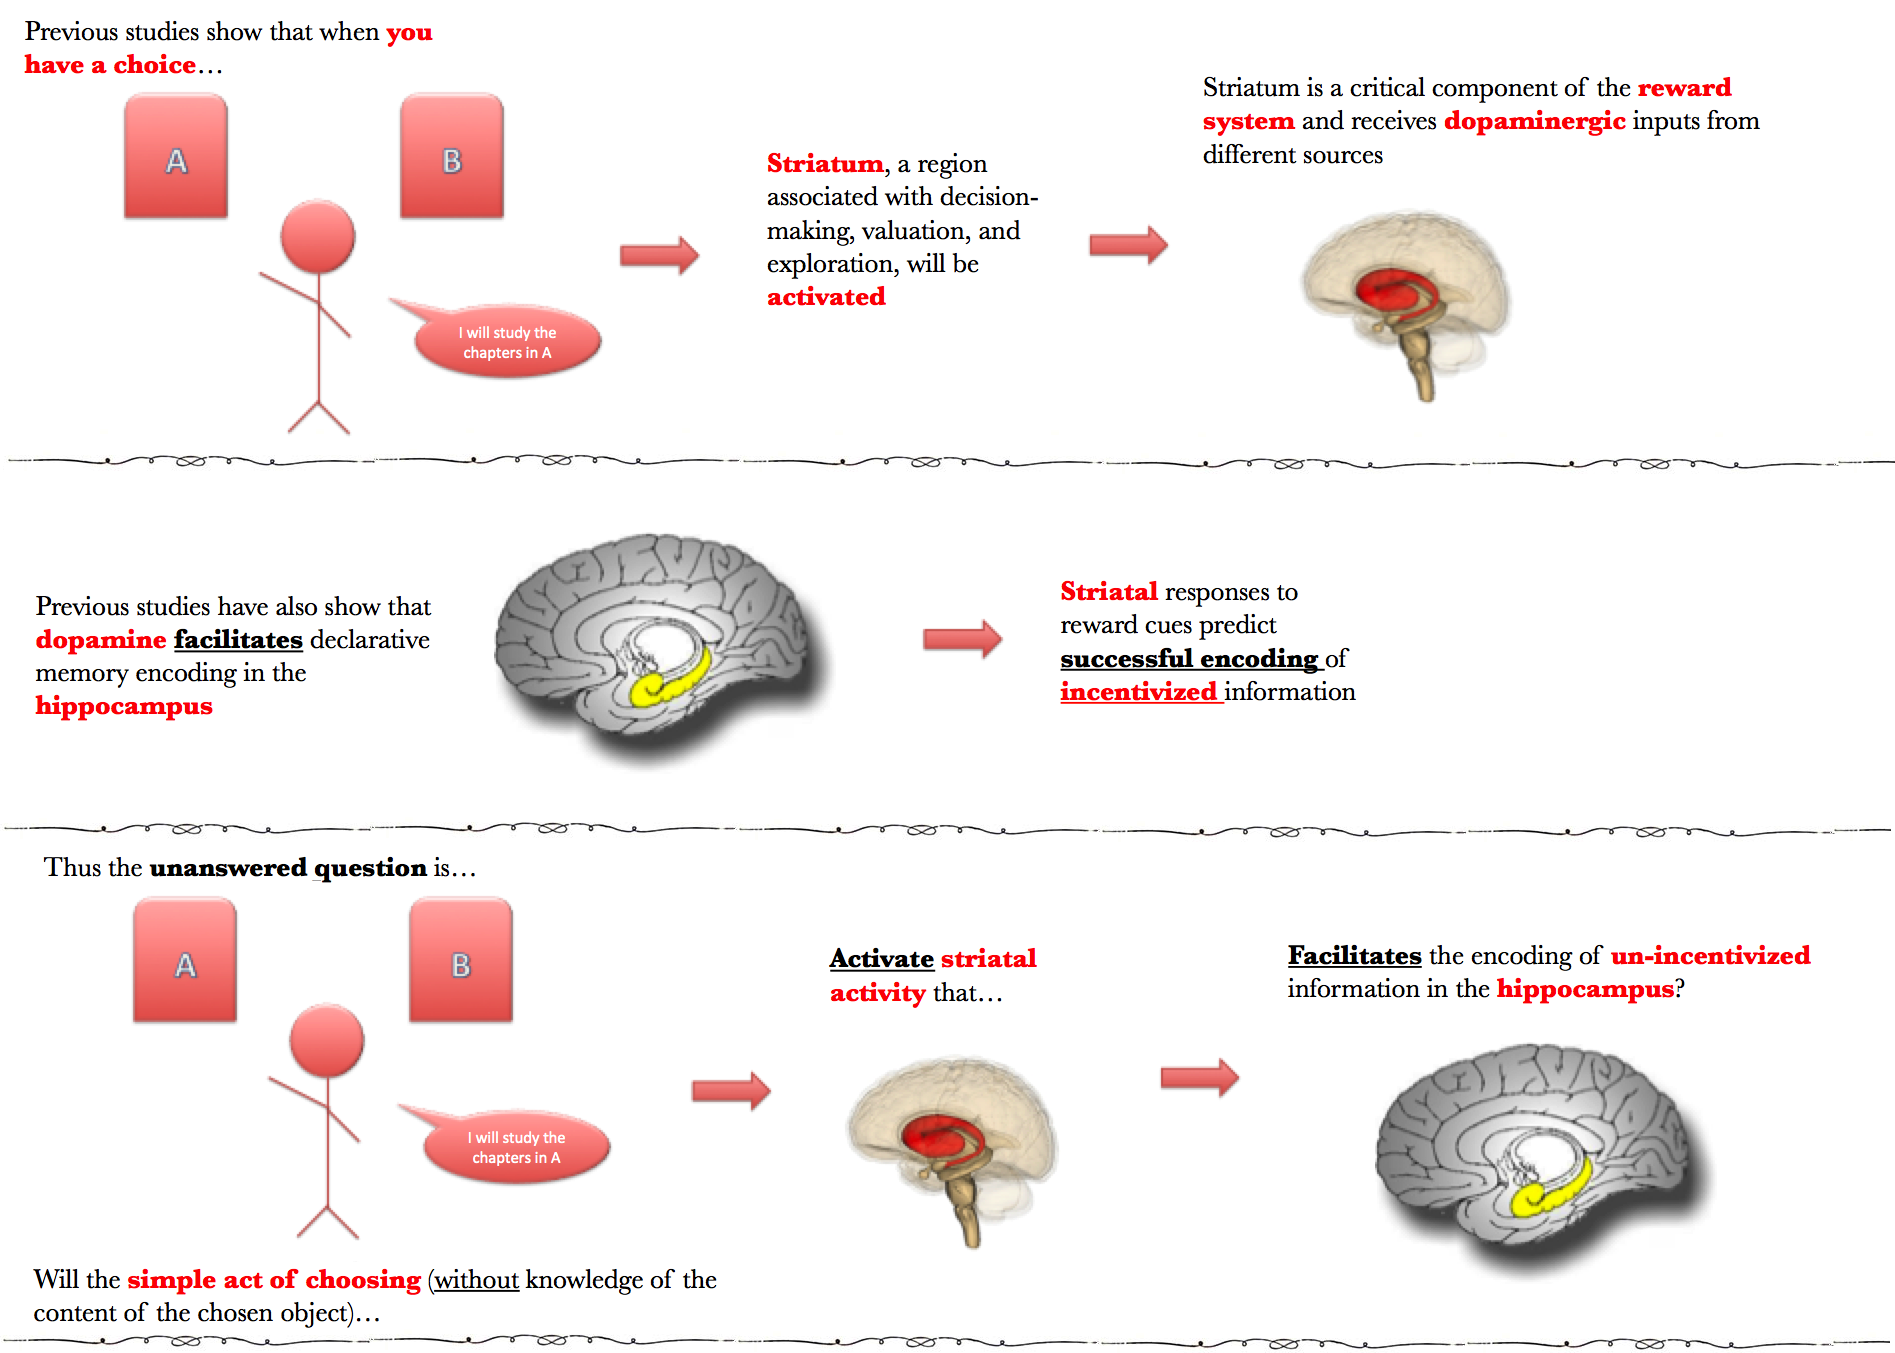 Previous studies show that when you
have a choice…
A
B
I will study the
chapters in A
Striatum, a region
associated with decision-
making, valuation, and
exploration, will be
activated
Striatum is a critical component of the reward
system and receives dopaminergic inputs from
different sources
Previous studies have also show that
dopamine facilitates declarative
memory encoding in the
hippocampus
Striatal responses to
reward cues predict
successful encoding of
incentivized information
Thus the unanswered question is…
A
B
I will study the
chapters in A
Will the simple act of choosing (without knowledge of the
content of the chosen object)…
Activate striatal
activity that…
Facilitates the encoding of un-incentivized
information in the hippocampus?